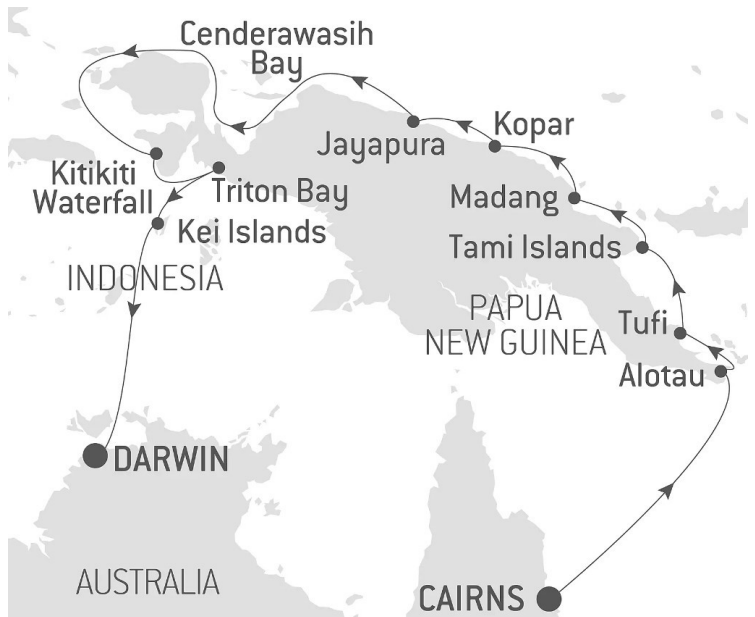 Cenderawasih
Bay
Kopar
Jayapura
Kitikiti
Waterfall
Triton Bay
Madang
Kei Islands
Tami Islands
INDONESIA
PAPUA
NEW GUINEA
Tufi
Alotau
DARWIN
AUSTRALIA
CAIRNS